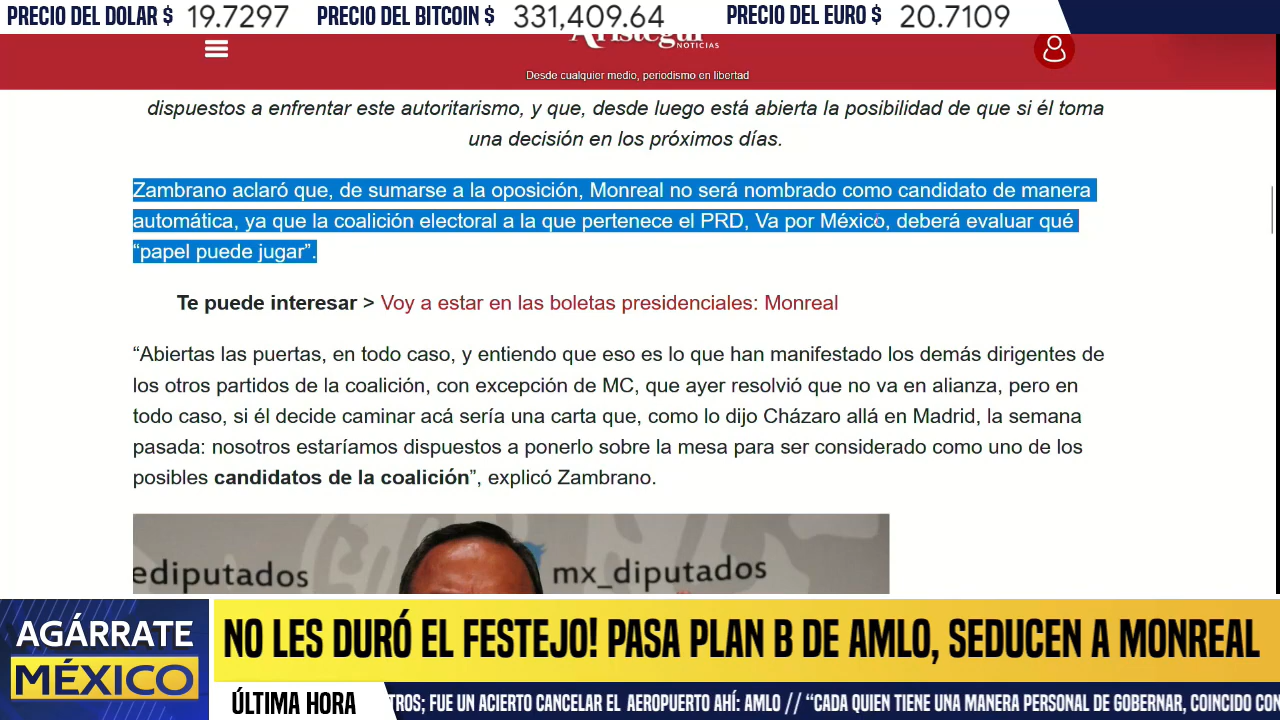 PRECIO DEL DOLAR $ 19.7297 PRECIO DEL BITCOIN $ 331,409.64 PRECIO DEL EURO $ 20.7109
Aristegui
NOTICIAS
Desde cualquier medio, periodismo en libertad
dispuestos a enfrentar este autoritarismo, y que, desde luego está abierta la posibilidad de que si él toma
una decisión en los próximos días.
Zambrano aclaró que, de sumarse a la oposición, Monreal no será nombrado como candidato de manera
automática, ya que la coalición electoral a la que pertenece el PRD, Va por México, deberá evaluar qué
“papel puede jugar”.
Te puede interesar > Voy a estar en las boletas presidenciales: Monreal
“Abiertas las puertas, en todo caso, y entiendo que eso es lo que han manifestado los demás dirigentes de
los otros partidos de la coalición, con excepción de MC, que ayer resolvió que no va en alianza, pero en
todo caso, si él decide caminar acá sería una carta que, como lo dijo Cházaro allá en Madrid, la semana
pasada: nosotros estaríamos dispuestos a ponerlo sobre la mesa para ser considerado como uno de los
posibles candidatos de la coalición”, explicó Zambrano.
ediputados mx_diputados
AGÁRRATE
MÉXICO
NO LES DURÓ EL FESTEJO! PASA PLAN B DE AMLO, SEDUCEN A MONREAL
ÚLTIMA HORA
TROS; FUE UN ACIERTO CANCELAR EL AEROPUERTO AHÍ: AMLO // “CADA QUIEN TIENE UNA MANERA PERSONAL DE GOBERNAR, COINCIDO CON